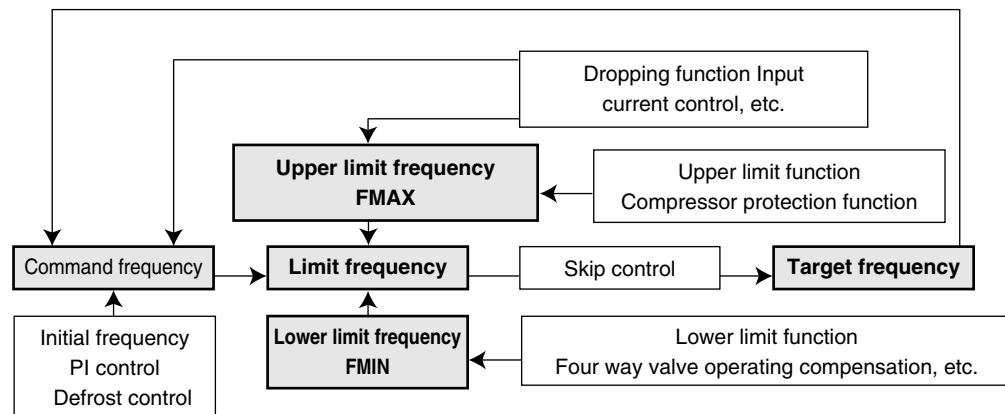 Dropping function Input
current control, etc.
Upper limit frequency
FMAX
Upper limit function
Compressor protection function
Command frequency
Limit frequency
Skip control
Target frequency
Initial frequency
PI control
Defrost control
Lower limit frequency
FMIN
Lower limit function
Four way valve operating compensation, etc.